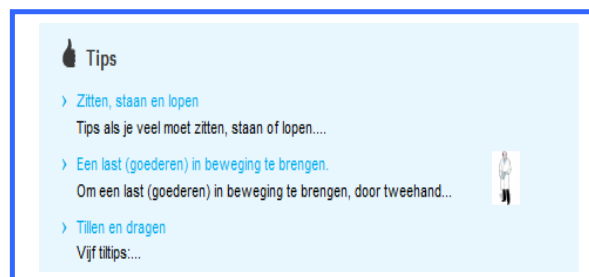 Tips
› Zitten, staan en lopen
Tips als je veel moet zitten, staan of lopen....
› Een last (goederen) in beweging te brengen.
Om een last (goederen) in beweging te brengen, door tweehand...
› Tillen en dragen
Vijf tiltips:...